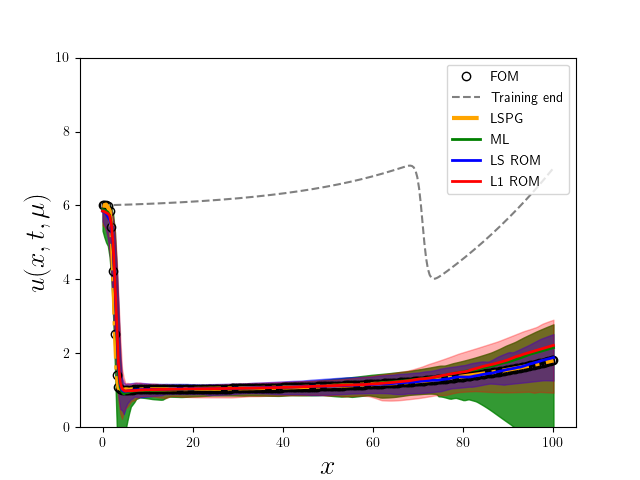 10
8
6
4
2
0
u(x, t, μ)
0 20 40 60 80 100
x
FOM
Training end
LSPG
ML
LS ROM
L1 ROM